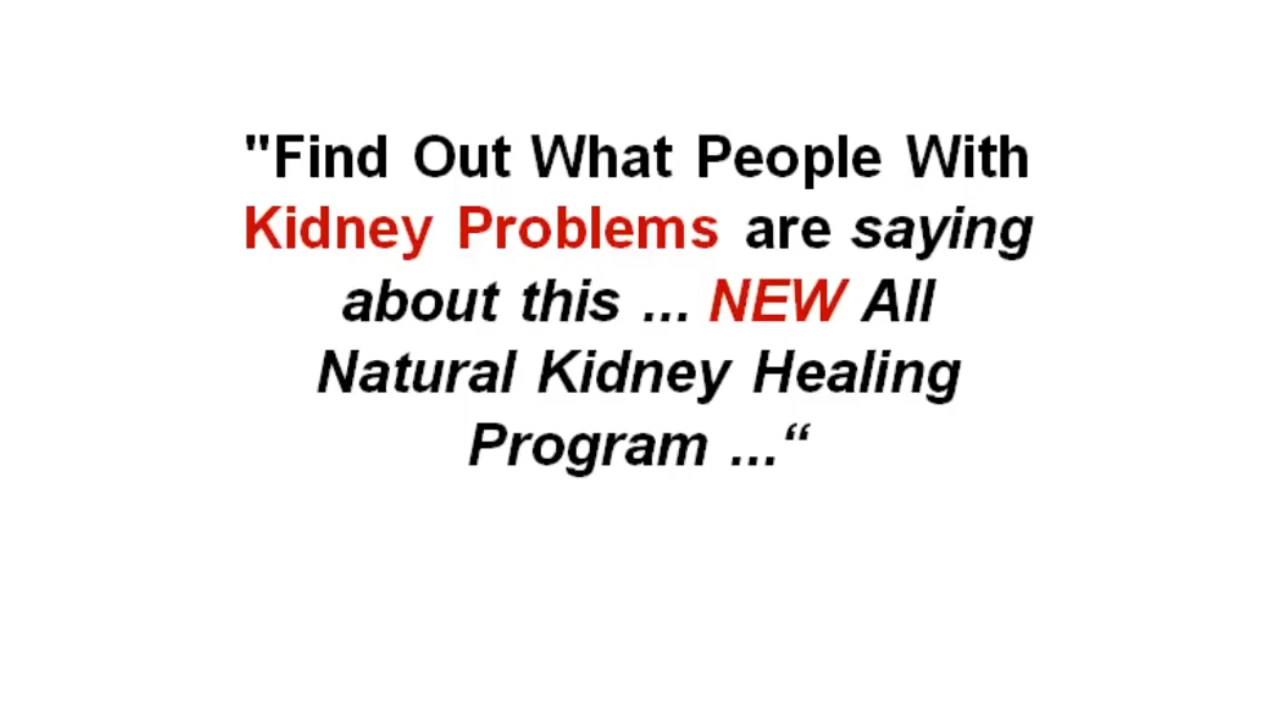 "Find Out What People With
Kidney Problems are saying
about this ... NEW All
Natural Kidney Healing
Program ...“